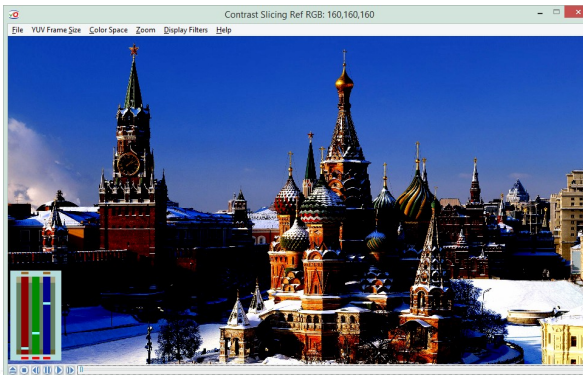 Contrast Slicing Ref RGB: 160,160,160
File YUV Frame Size Color Space Zoom Display Filters Help